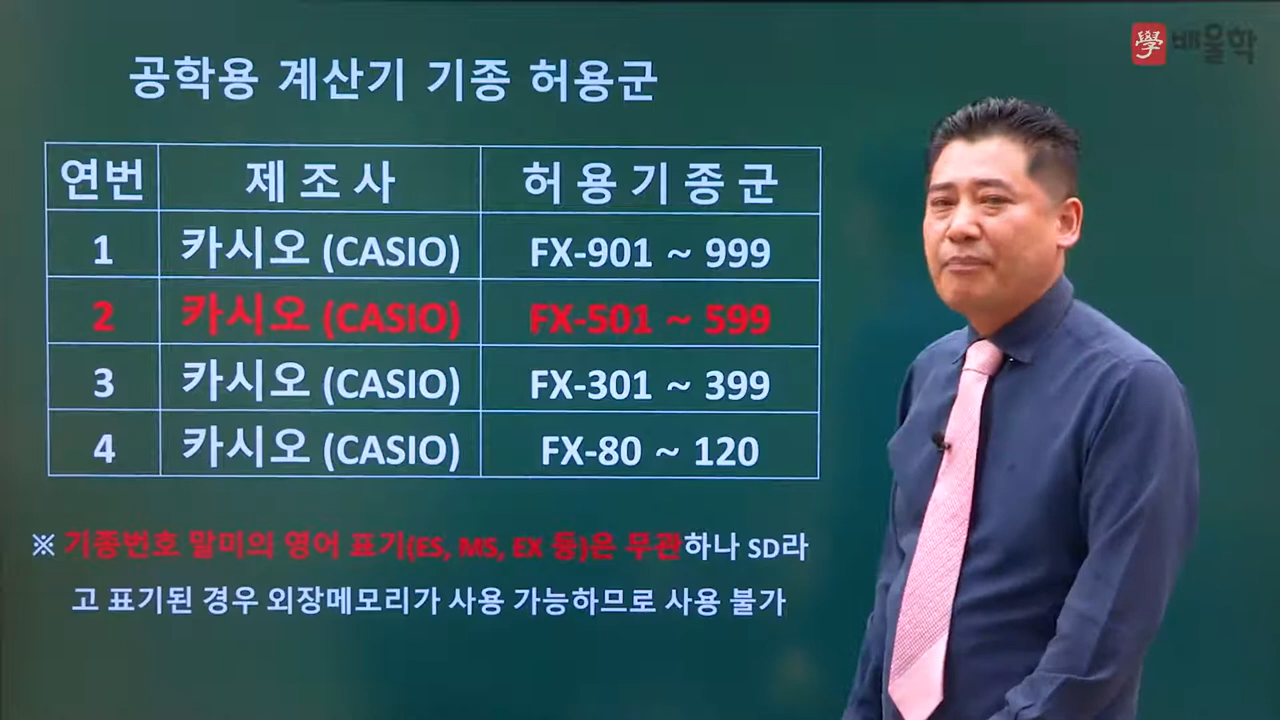 學 배울학
공학용 계산기 기종 허용군
연번 제 조 사 허 용 기 종 군
1 카시오 (CASIO) FX-901 ~ 999
2 카시오 (CASIO) FX-501 ~ 599
3 카시오 (CASIO) FX-301 ~ 399
4 카시오 (CASIO) FX-80 ~ 120
※ 기종번호 말미의 영어 표기(ES, MS, EX 등)은 무관하나 SD라
고 표기된 경우 외장메모리가 사용 가능하므로 사용 불가